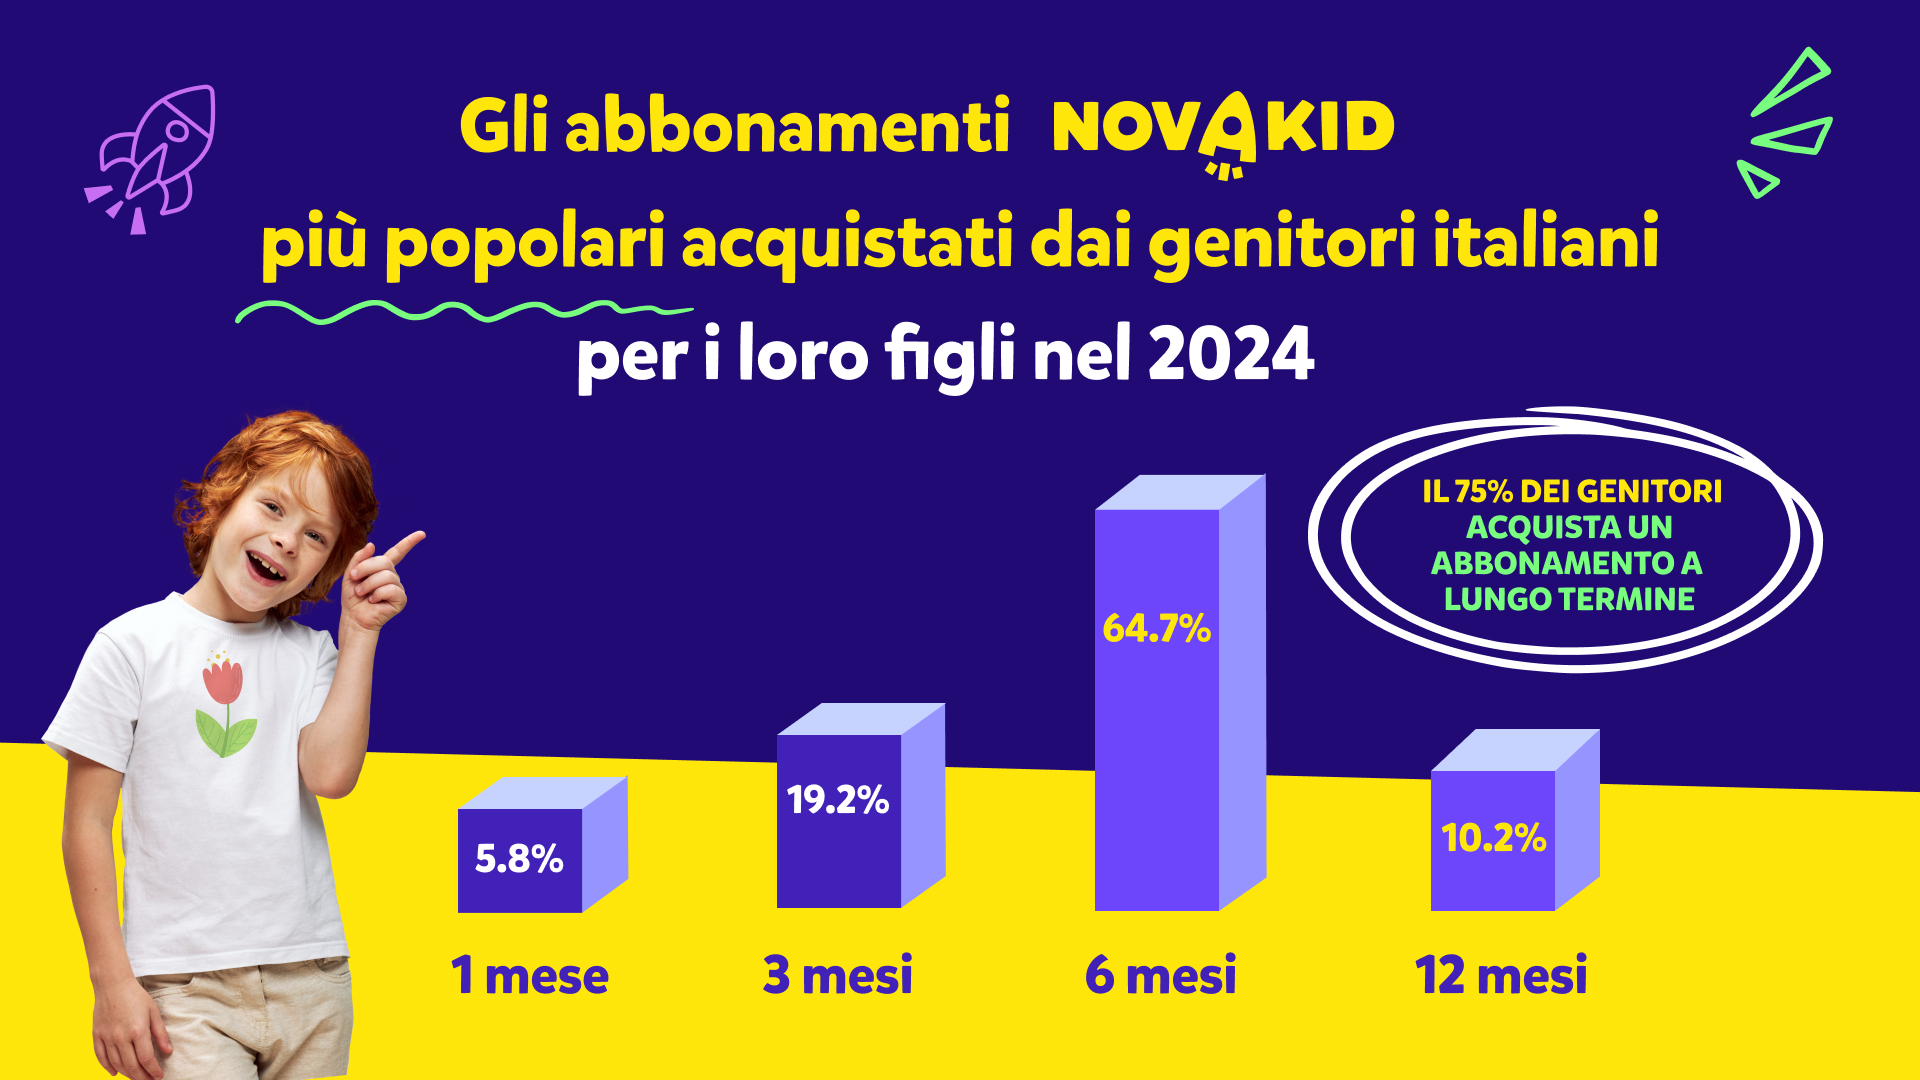 Gli abbonamenti NOVAKID
più popolari acquistati dai genitori italiani
per i loro figli nel 2024
IL 75% DEI GENITORI
ACQUISTA UN
ABBONAMENTO A
LUNGO TERMINE
5.8%
19.2%
64.7%
10.2%
1 mese
3 mesi
6 mesi
12 mesi